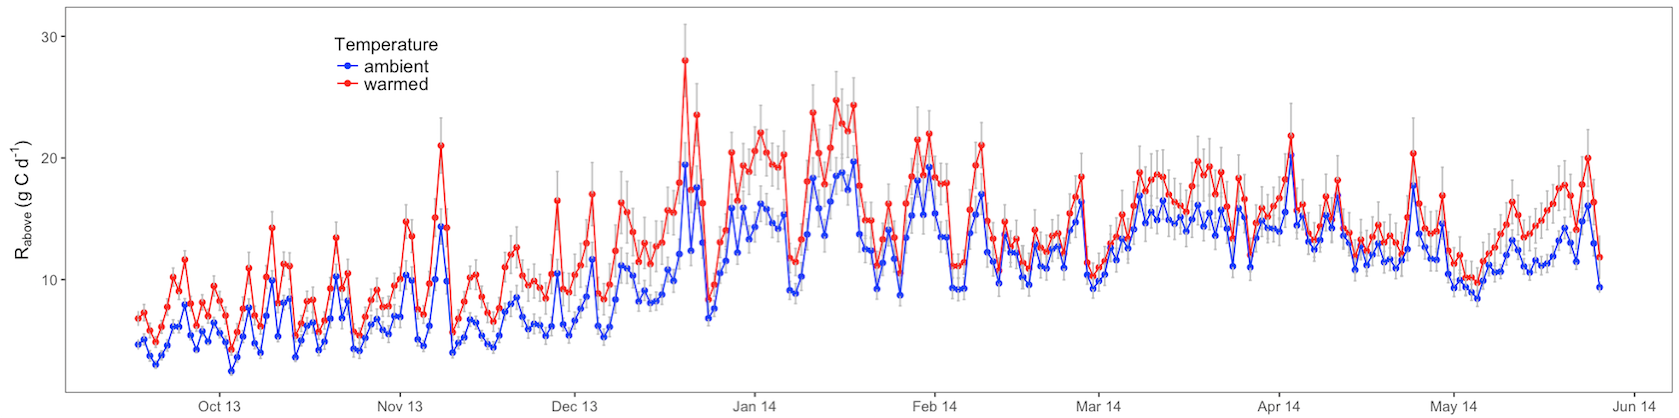 Temperature
ambient
warmed
R_above (g C d⁻¹)
30
20
10
Oct 13
Nov 13
Dec 13
Jan 14
Feb 14
Mar 14
Apr 14
May 14
Jun 14